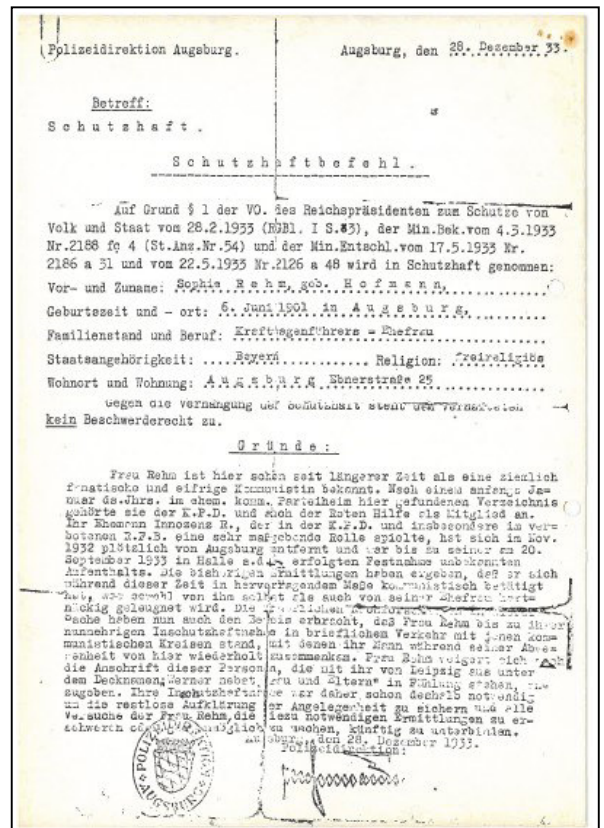 Polizeidirektion Augsburg. Augsburg, den 28. Dezember 33.
Betreff:
Schutzhaft.
Schutzhaftbefehl.
Auf Grund § 1 der VO. des Reichspräsidenten zum Schutze von
Volk und Staat vom 28.2.1933 (RGBl. I S.83), der Min.Bek.vom 4.3.1933
Nr.2188 fc 4 (St.Anz.Nr.54) und der Min.Entschl.vom 17.5.1933 Nr.
2186 a 31 und vom 22.5.1933 Nr.2126 a 48 wird in Schutzhaft genommen:
Vor- und Zuname: Sophie Rehm, geb. Hofmann,
Geburtszeit und - ort: 6. Juni 1901 in Augsburg,
Familienstand und Beruf: Kraftwagenführers - Ehefrau
Staatsangehörigkeit: Bayern Religion: freireligiös
Wohnort und Wohnung: Augsburg Ebnerstraße 25
Gegen die Verhängung der Schutzhaft steht dem Verhafteten
kein Beschwerderecht zu.
Gründe:
Frau Rehm ist hier schon seit längerer Zeit als eine ziemlich
fanatische und eifrige Kommunistin bekannt. Nach einem anfangs Ja-
nuar ds.Jhrs. im chem. komm. Parteiheim hier gefundenen Verzeichnis
gehörte sie der K.P.D. und auch der Roten Hilfe als Mitglied an.
Ihr Ehemann Innozenz R., der in der K.P.D. und insbesondere im ver-
botenen R.F.B. eine sehr maßgebende Rolle spielte, hat sich im Nov.
1932 plötzlich von Augsburg entfernt und war bis zu seiner am 20.
September 1933 in Halle a.d. erfolgten Festnahme unbekannten
Aufenthalts. Die bisherigen Ermittlungen haben ergeben, daß er sich
während dieser Zeit in hervorragendem Maße kommunistisch betätigt
hat, was sowohl von ihm selbst als auch von seiner Ehefrau hart-
näckig geleugnet wird. Die
Sache haben nun auch den Beweis erbracht, daß Frau Rehm bis zu ihrer
nunmehrigen Inschutzhaftnahme in brieflichem Verkehr mit jenen kom-
munistischen Kreisen stand, mit denen ihr Mann während seiner Abwe-
senheit von hier wiederholt zusammenkam. Frau Rehm weigert sich
die Anschrift dieser Personen, die mit ihr von Leipzig aus unter
dem Decknamen "Werner nebst Frau und Eltern" in Fühlung stehen,
zugeben. Ihre Inschutzhaftnahme war daher schon deshalb notwendig
um die restlose Aufklärung der Angelegenheit zu sichern und alle
Versuche der Frau Rehm, die hiezu notwendigen Ermittlungen zu er-
schweren zu machen, künftig zu unterbinden.
Augsburg, den 28. Dezember 1933.
Polizeidirektion:
POLIZEIDIREKTION
AUGSBURG